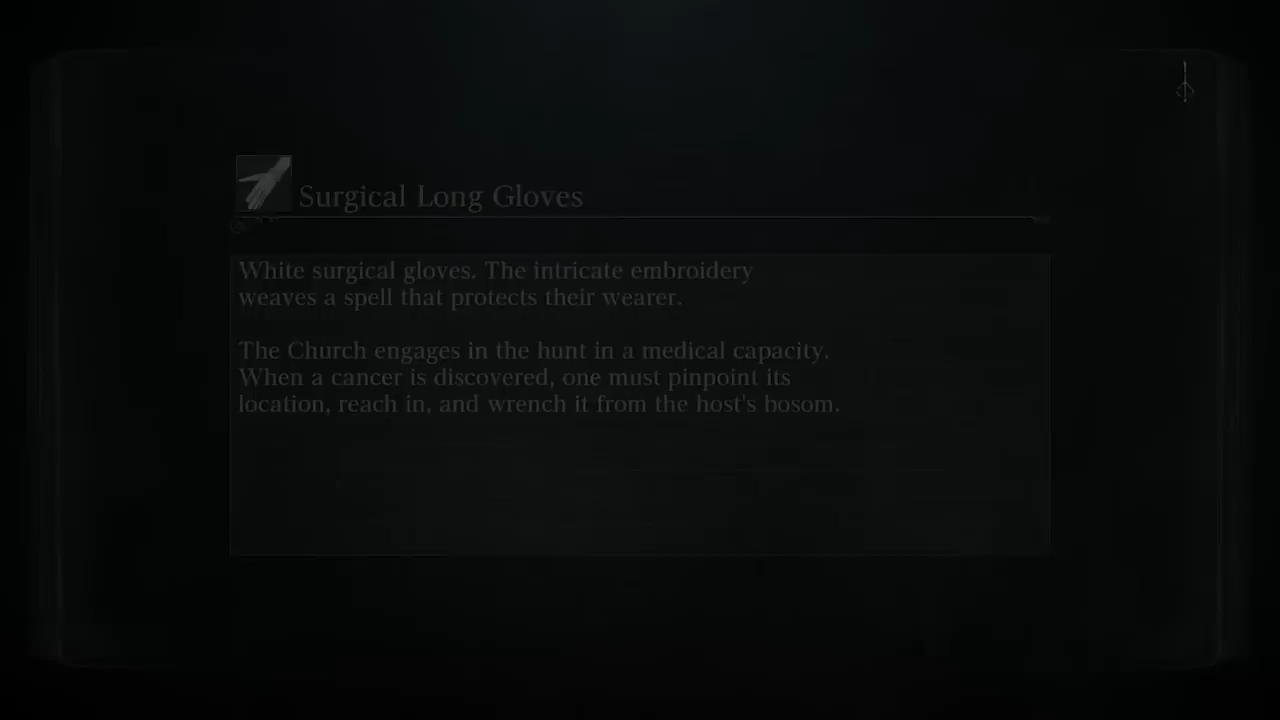 Surgical Long Gloves
White surgical gloves. The intricate embroidery
weaves a spell that protects their wearer.
The Church engages in the hunt in a medical capacity.
When a cancer is discovered, one must pinpoint its
location, reach in, and wrench it from the host's bosom.